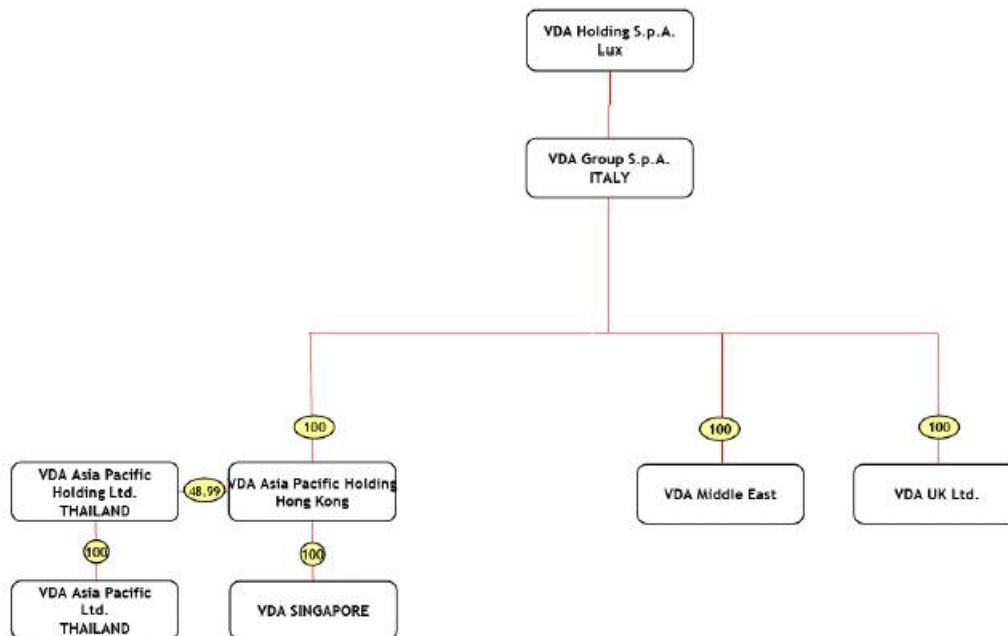 VDA Holding S.p.A.
Lux
VDA Group S.p.A.
ITALY
100
100
100
VDA Asia Pacific
Holding Ltd.
THAILAND
48,99
VDA Asia Pacific Holding
Hong Kong
VDA Middle East
VDA UK Ltd.
100
100
VDA Asia Pacific
Ltd.
THAILAND
VDA SINGAPORE